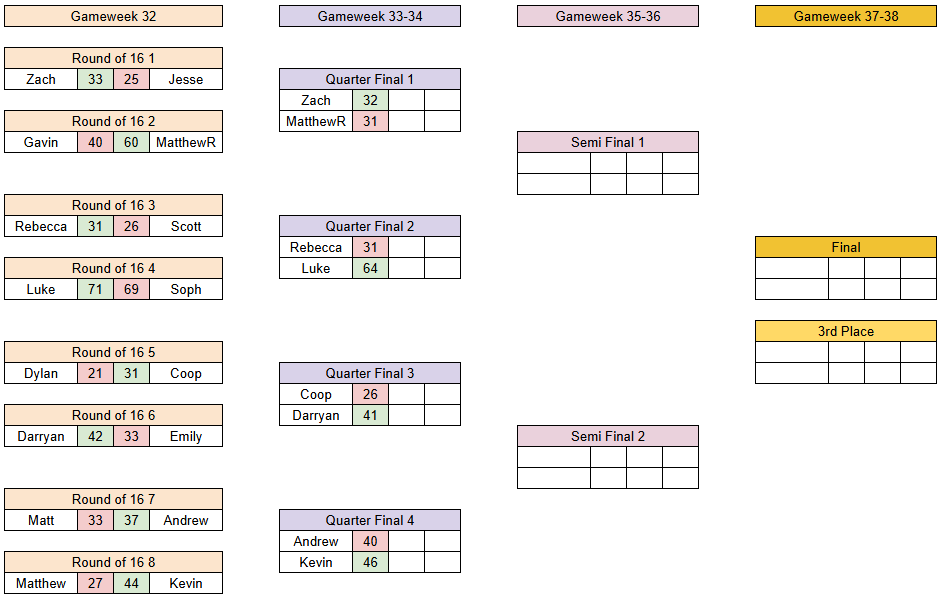 Gameweek 32
Round of 16 1
Zach 33 25 Jesse
Round of 16 2
Gavin 40 60 MatthewR
Round of 16 3
Rebecca 31 26 Scott
Round of 16 4
Luke 71 69 Soph
Round of 16 5
Dylan 21 31 Coop
Round of 16 6
Darryan 42 33 Emily
Round of 16 7
Matt 33 37 Andrew
Round of 16 8
Matthew 27 44 Kevin
Gameweek 33-34
Quarter Final 1
Zach 32
MatthewR 31
Quarter Final 2
Rebecca 31
Luke 64
Quarter Final 3
Coop 26
Darryan 41
Quarter Final 4
Andrew 40
Kevin 46
Gameweek 35-36
Semi Final 1
Semi Final 2
Gameweek 37-38
Final
3rd Place